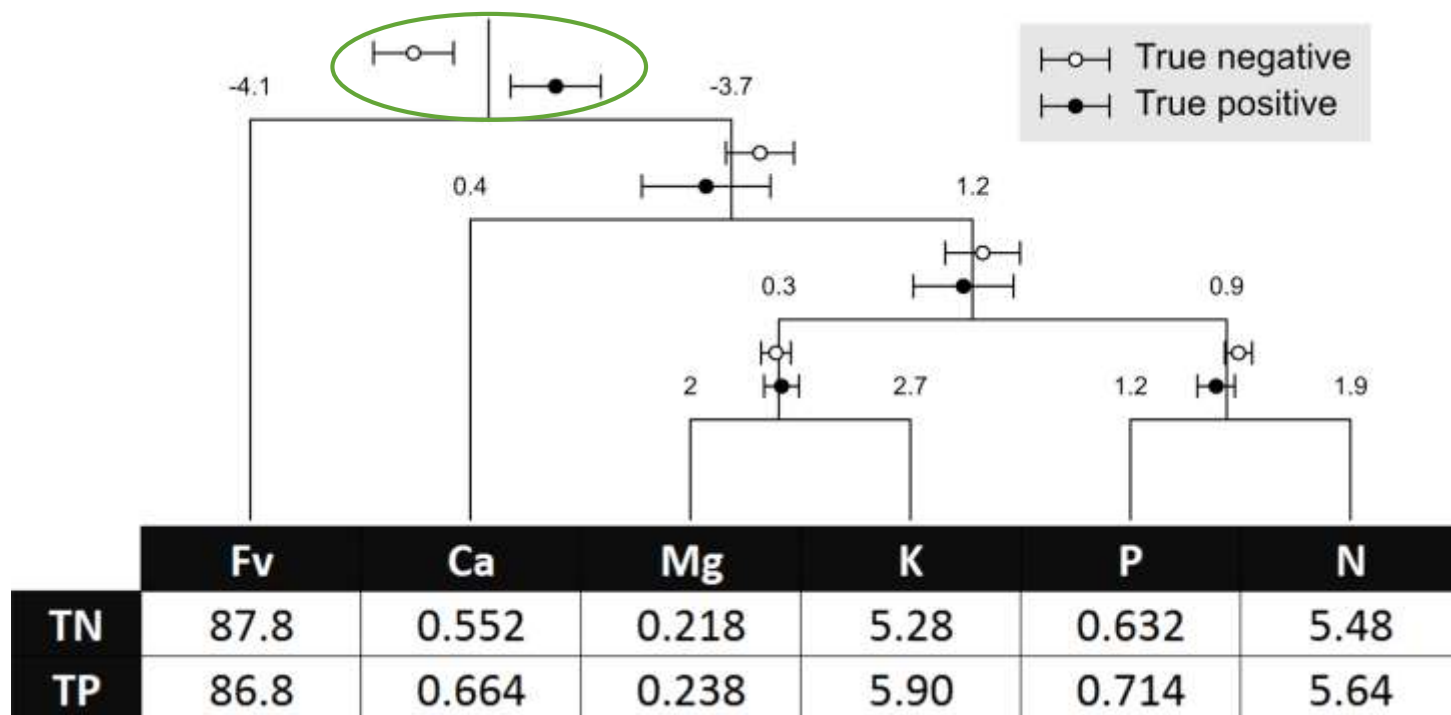 True negative
True positive
-4.1 -3.7
0.4 1.2
0.3 0.9
2 2.7 1.2 1.9
Fv Ca Mg K P N
TN 87.8 0.552 0.218 5.28 0.632 5.48
TP 86.8 0.664 0.238 5.90 0.714 5.64